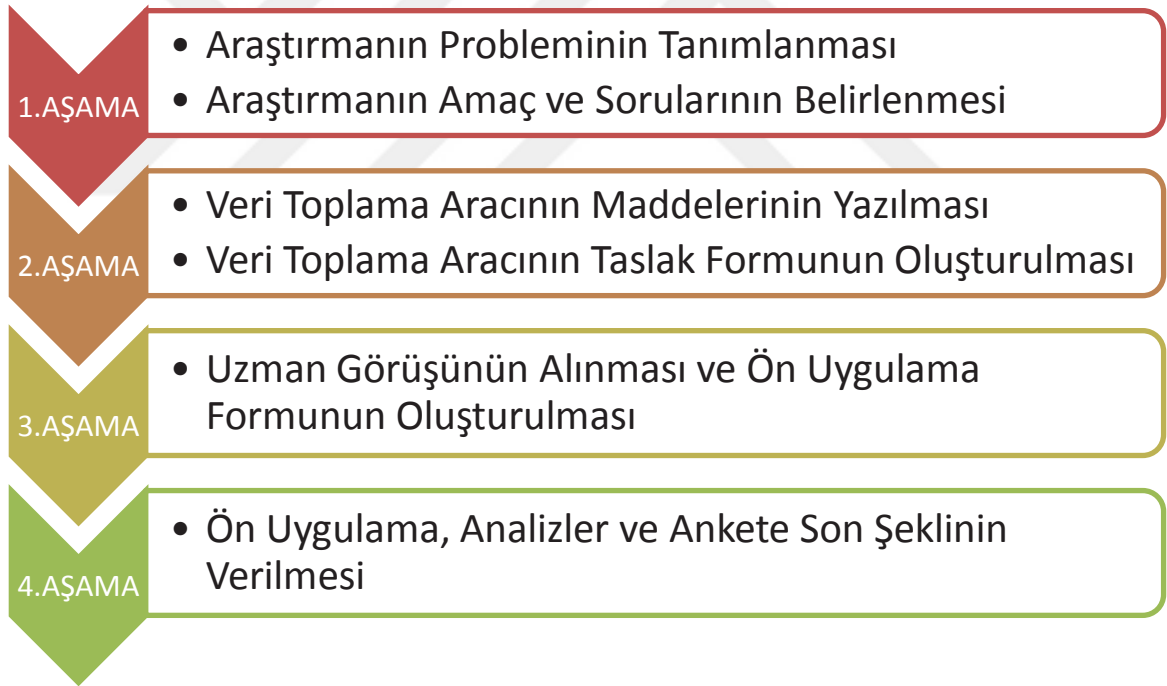 1.AŞAMA
• Araştırmanın Probleminin Tanımlanması
• Araştırmanın Amaç ve Sorularının Belirlenmesi
2.AŞAMA
• Veri Toplama Aracının Maddelerinin Yazılması
• Veri Toplama Aracının Taslak Formunun Oluşturulması
3.AŞAMA
• Uzman Görüşünün Alınması ve Ön Uygulama
Formunun Oluşturulması
4.AŞAMA
• Ön Uygulama, Analizler ve Ankete Son Şeklinin
Verilmesi